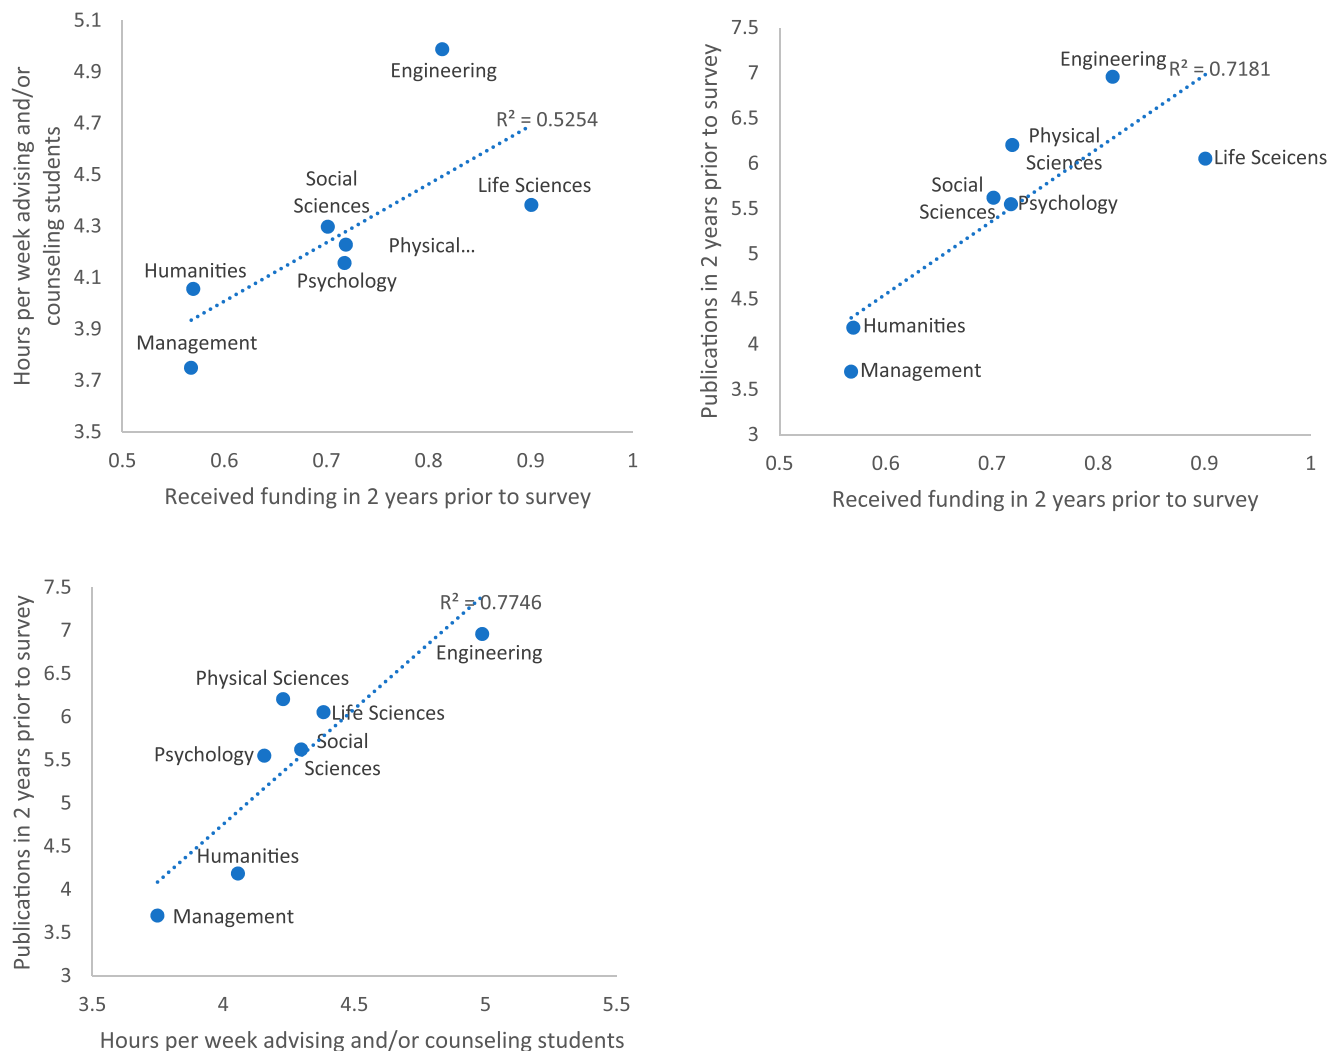 5.1
4.9
4.7
4.5
4.3
4.1
3.9
3.7
3.5
Hours per week advising and/or
counseling students
Engineering
R² = 0.5254
Social
Sciences
Life Sciences
Physical...
Humanities
Psychology
Management
0.5 0.6 0.7 0.8 0.9 1
Received funding in 2 years prior to survey
7.5
7
6.5
6
5.5
5
4.5
4
3.5
3
Publications in 2 years prior to survey
Engineering
R² = 0.7181
Physical
Sciences
Life Sceicens
Social
Sciences
Psychology
Humanities
Management
0.5 0.6 0.7 0.8 0.9 1
Received funding in 2 years prior to survey
7.5
7
6.5
6
5.5
5
4.5
4
3.5
3
Publications in 2 years prior to survey
R² = 0.7746
Engineering
Physical Sciences
Life Sciences
Social
Sciences
Psychology
Humanities
Management
3.5 4 4.5 5 5.5
Hours per week advising and/or counseling students